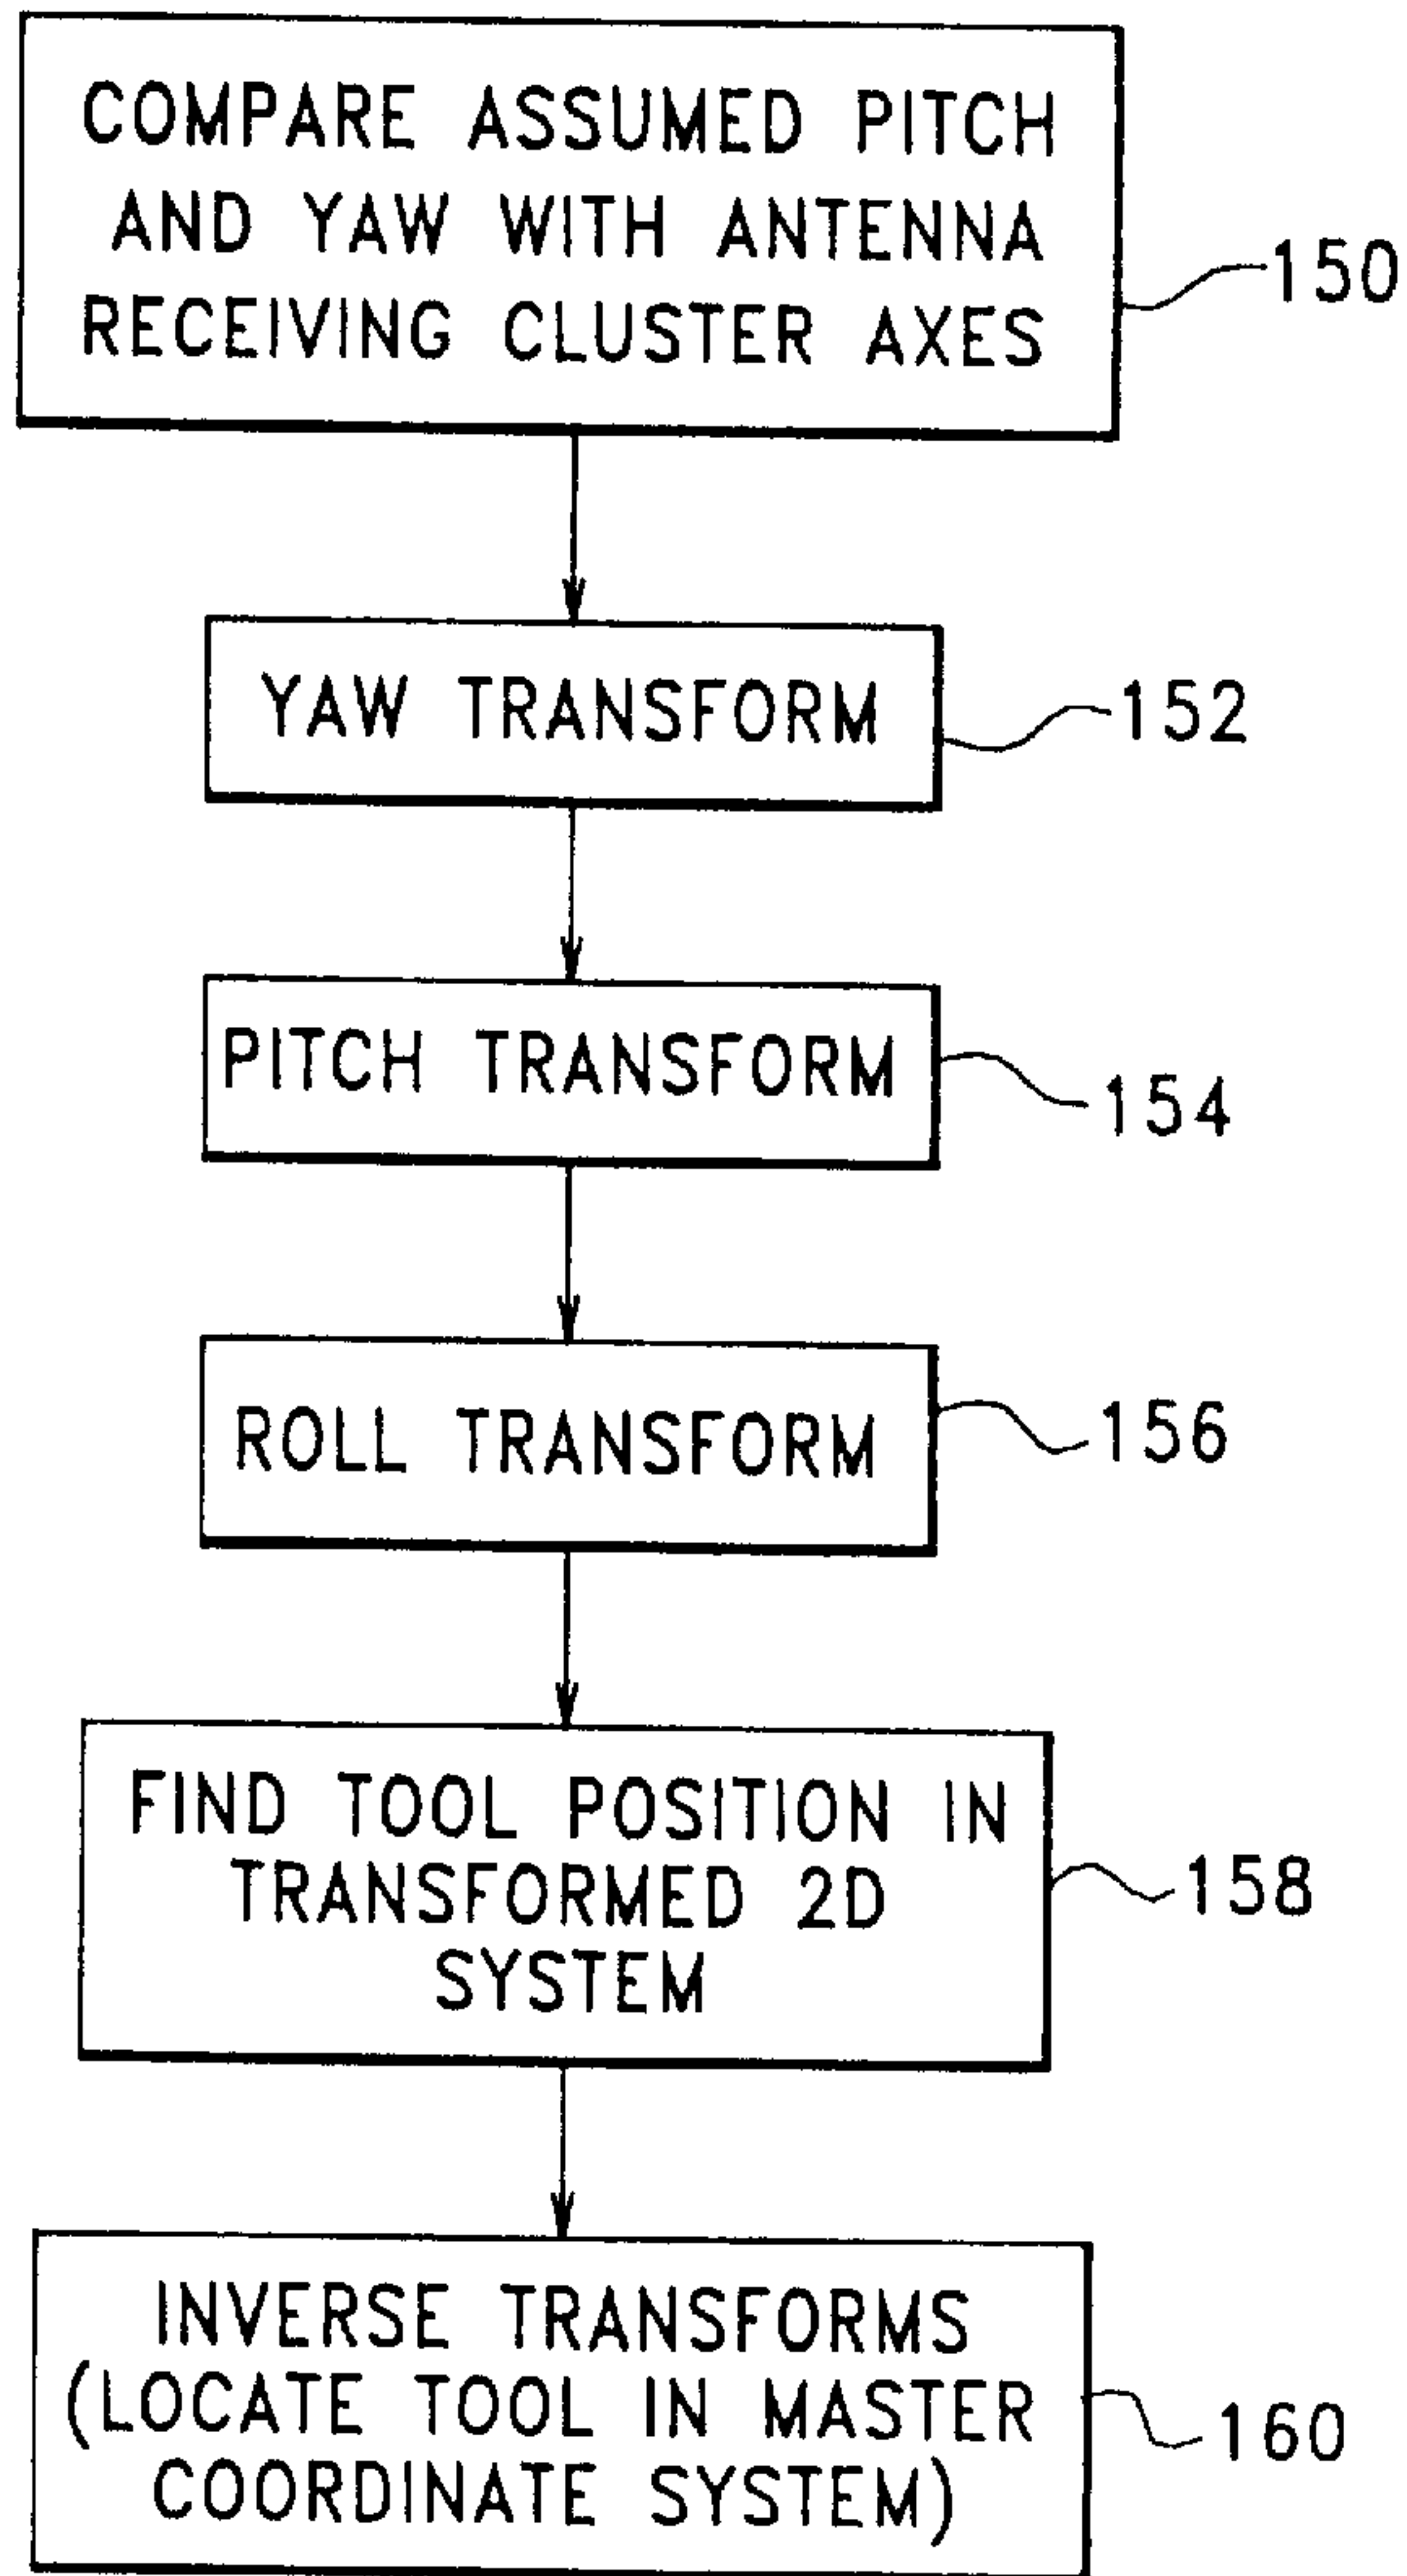 COMPARE ASSUMED PITCH
AND YAW WITH ANTENNA
RECEIVING CLUSTER AXES
150
YAW TRANSFORM
152
PITCH TRANSFORM
154
ROLL TRANSFORM
156
FIND TOOL POSITION IN
TRANSFORMED 2D
SYSTEM
158
INVERSE TRANSFORMS
(LOCATE TOOL IN MASTER
COORDINATE SYSTEM)
160